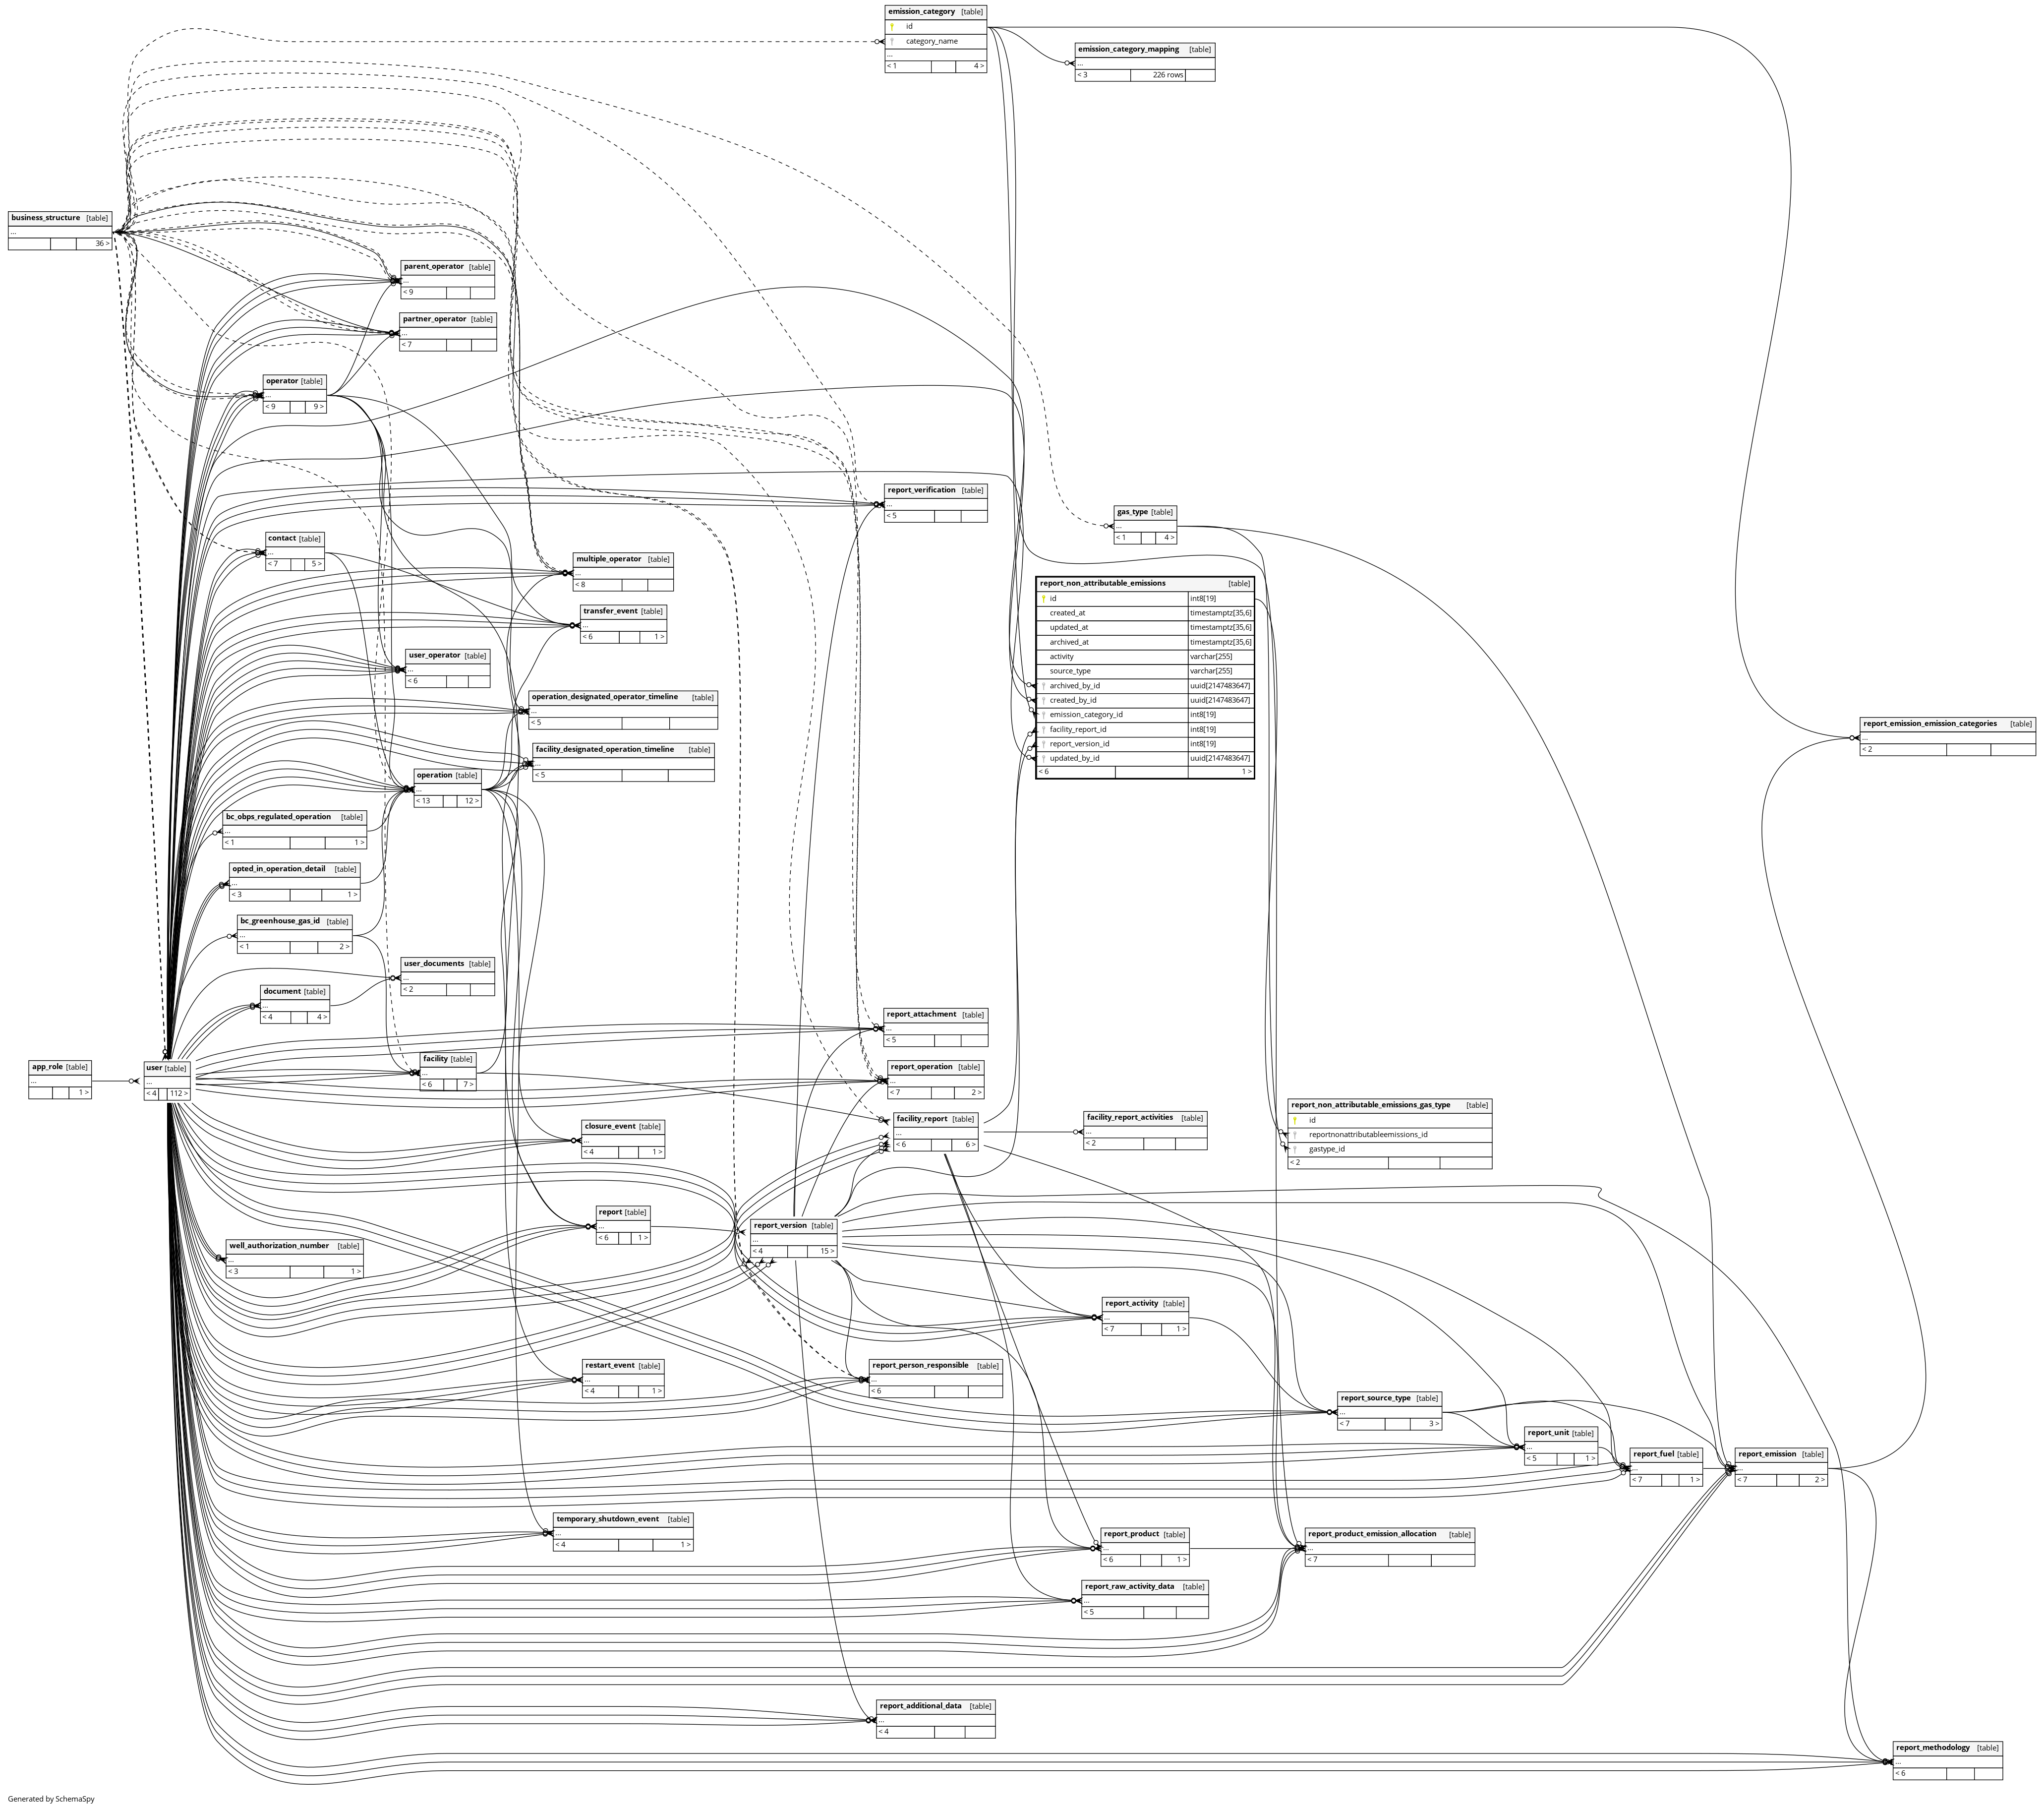 emission_category [table]
id
category_name
...
< 1 4 >
emission_category_mapping [table]
...
< 3 226 rows
business_structure [table]
...
36 >
parent_operator [table]
...
< 9
partner_operator [table]
...
< 7
operator [table]
...
< 9 9 >
report_verification [table]
...
< 5
gas_type [table]
...
< 1 4 >
contact [table]
...
< 7 5 >
multiple_operator [table]
...
< 8
transfer_event [table]
...
< 6 1 >
report_non_attributable_emissions [table]
id int8[19]
created_at timestamptz[35,6]
updated_at timestamptz[35,6]
archived_at timestamptz[35,6]
activity varchar[255]
source_type varchar[255]
archived_by_id uuid[2147483647]
created_by_id uuid[2147483647]
emission_category_id int8[19]
facility_report_id int8[19]
report_version_id int8[19]
updated_by_id uuid[2147483647]
< 6 1 >
user_operator [table]
...
< 6
operation_designated_operator_timeline [table]
...
< 5
facility_designated_operation_timeline [table]
...
< 5
report_emission_emission_categories [table]
...
< 2
operation [table]
...
< 13 12 >
bc_obps_regulated_operation [table]
...
< 1 1 >
opted_in_operation_detail [table]
...
< 3 1 >
bc_greenhouse_gas_id [table]
...
< 1 2 >
user_documents [table]
...
< 2
document [table]
...
< 4 4 >
report_attachment [table]
...
< 5
app_role [table]
...
1 >
user [table]
...
< 4 112 >
facility [table]
...
< 6 7 >
report_operation [table]
...
< 7 2 >
facility_report [table]
...
< 6 6 >
facility_report_activities [table]
...
< 2
report_non_attributable_emissions_gas_type [table]
id
reportnonattributableemissions_id
gastype_id
< 2
closure_event [table]
...
< 4 1 >
report [table]
...
< 6 1 >
report_version [table]
...
< 4 15 >
well_authorization_number [table]
...
< 3 1 >
report_activity [table]
...
< 7 1 >
restart_event [table]
...
< 4 1 >
report_person_responsible [table]
...
< 6
report_source_type [table]
...
< 7 3 >
report_unit [table]
...
< 5 1 >
report_fuel [table]
...
< 7 1 >
report_emission [table]
...
< 7 2 >
temporary_shutdown_event [table]
...
< 4 1 >
report_product [table]
...
< 6 1 >
report_product_emission_allocation [table]
...
< 7
report_raw_activity_data [table]
...
< 5
report_additional_data [table]
...
< 4
report_methodology [table]
...
< 6
Generated by SchemaSpy